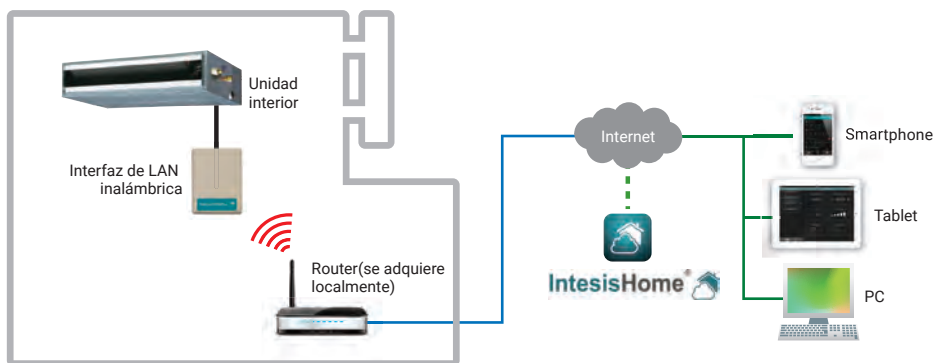 Unidad
interior
Interfaz de LAN
inalámbrica
Router(se adquiere
localmente)
Internet
IntesisHome®
Smartphone
Tablet
PC